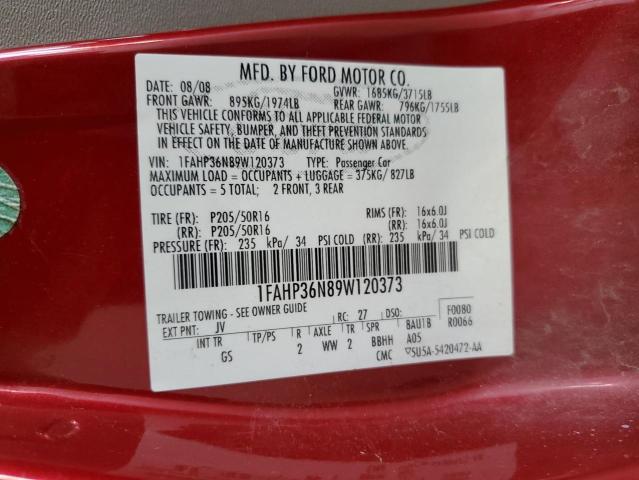 MFD. BY FORD MOTOR CO.
DATE: 08/08 GVWR: 1685KG/3715LB
FRONT GAWR: 895KG/1974LB REAR GAWR: 796KG/1755LB
THIS VEHICLE CONFORMS TO ALL APPLICABLE FEDERAL MOTOR
VEHICLE SAFETY, BUMPER, AND THEFT PREVENTION STANDARDS
IN EFFECT ON THE DATE OF MANUFACTURE SHOWN ABOVE.
VIN: 1FAHP36N89W120373 TYPE: Passenger Car
MAXIMUM LOAD = OCCUPANTS + LUGGAGE = 375KG/ 827LB
OCCUPANTS = 5 TOTAL; 2 FRONT, 3 REAR
TIRE (FR): P205/50R16 RIMS (FR): 16x6.0J
(RR): P205/50R16 (RR): 16x6.0J
PRESSURE (FR): 235 kPa/ 34 PSI COLD (RR): 235 kPa/ 34 PSI COLD
1FAHP36N89W120373
TRAILER TOWING - SEE OWNER GUIDE F0080
EXT PNT: JV RC: 27 DSO: R0066
INT TR TP/PS R AXLE TR SPR BAU1B
GS 2 WW 2 BBHH A05
CMC 5U5A-5420472-AA